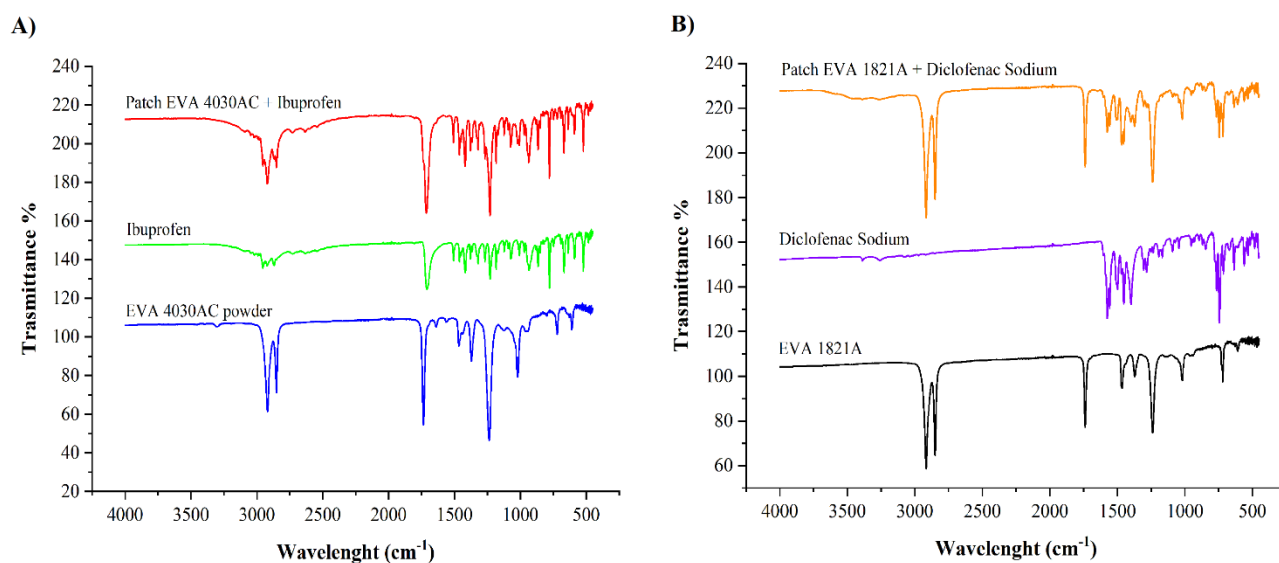 A)
240
220
200
180
160
140
120
100
80
60
40
20
Trasmittance %
Patch EVA 4030AC + Ibuprofen
Ibuprofen
EVA 4030AC powder
4000 3500 3000 2500 2000 1500 1000 500
Wavelenght (cm-1)
B)
240
220
200
180
160
140
120
100
80
60
Trasmittance %
Patch EVA 1821A + Diclofenac Sodium
Diclofenac Sodium
EVA 1821A
4000 3500 3000 2500 2000 1500 1000 500
Wavelenght (cm-1)